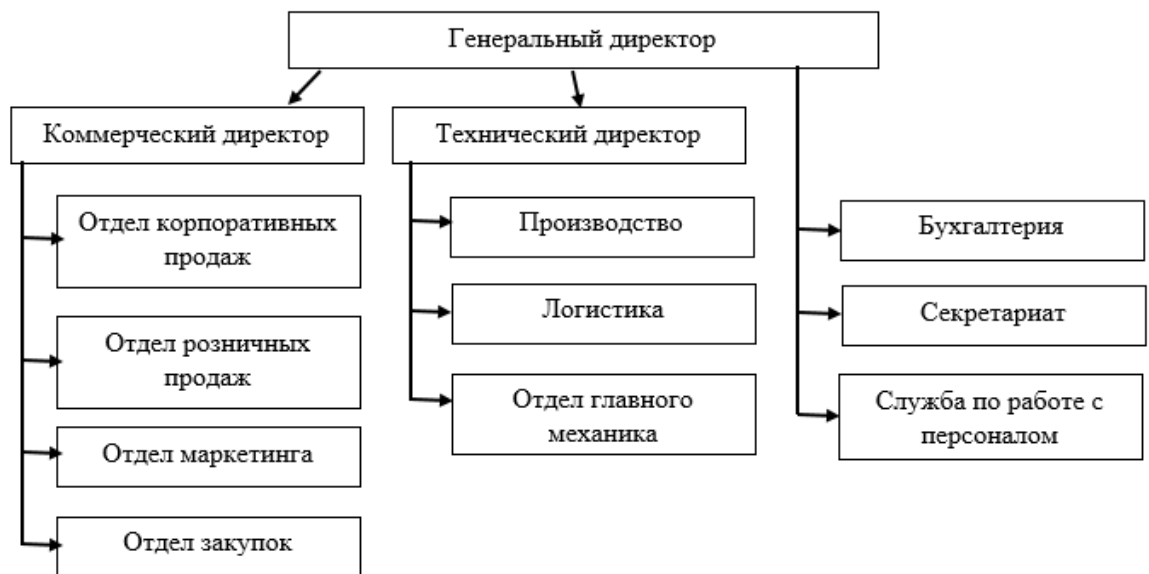 Генеральный директор
Коммерческий директор
Отдел корпоративных
продаж
Отдел розничных
продаж
Отдел маркетинга
Отдел закупок
Технический директор
Производство
Логистика
Отдел главного
механика
Бухгалтерия
Секретариат
Служба по работе с
персоналом